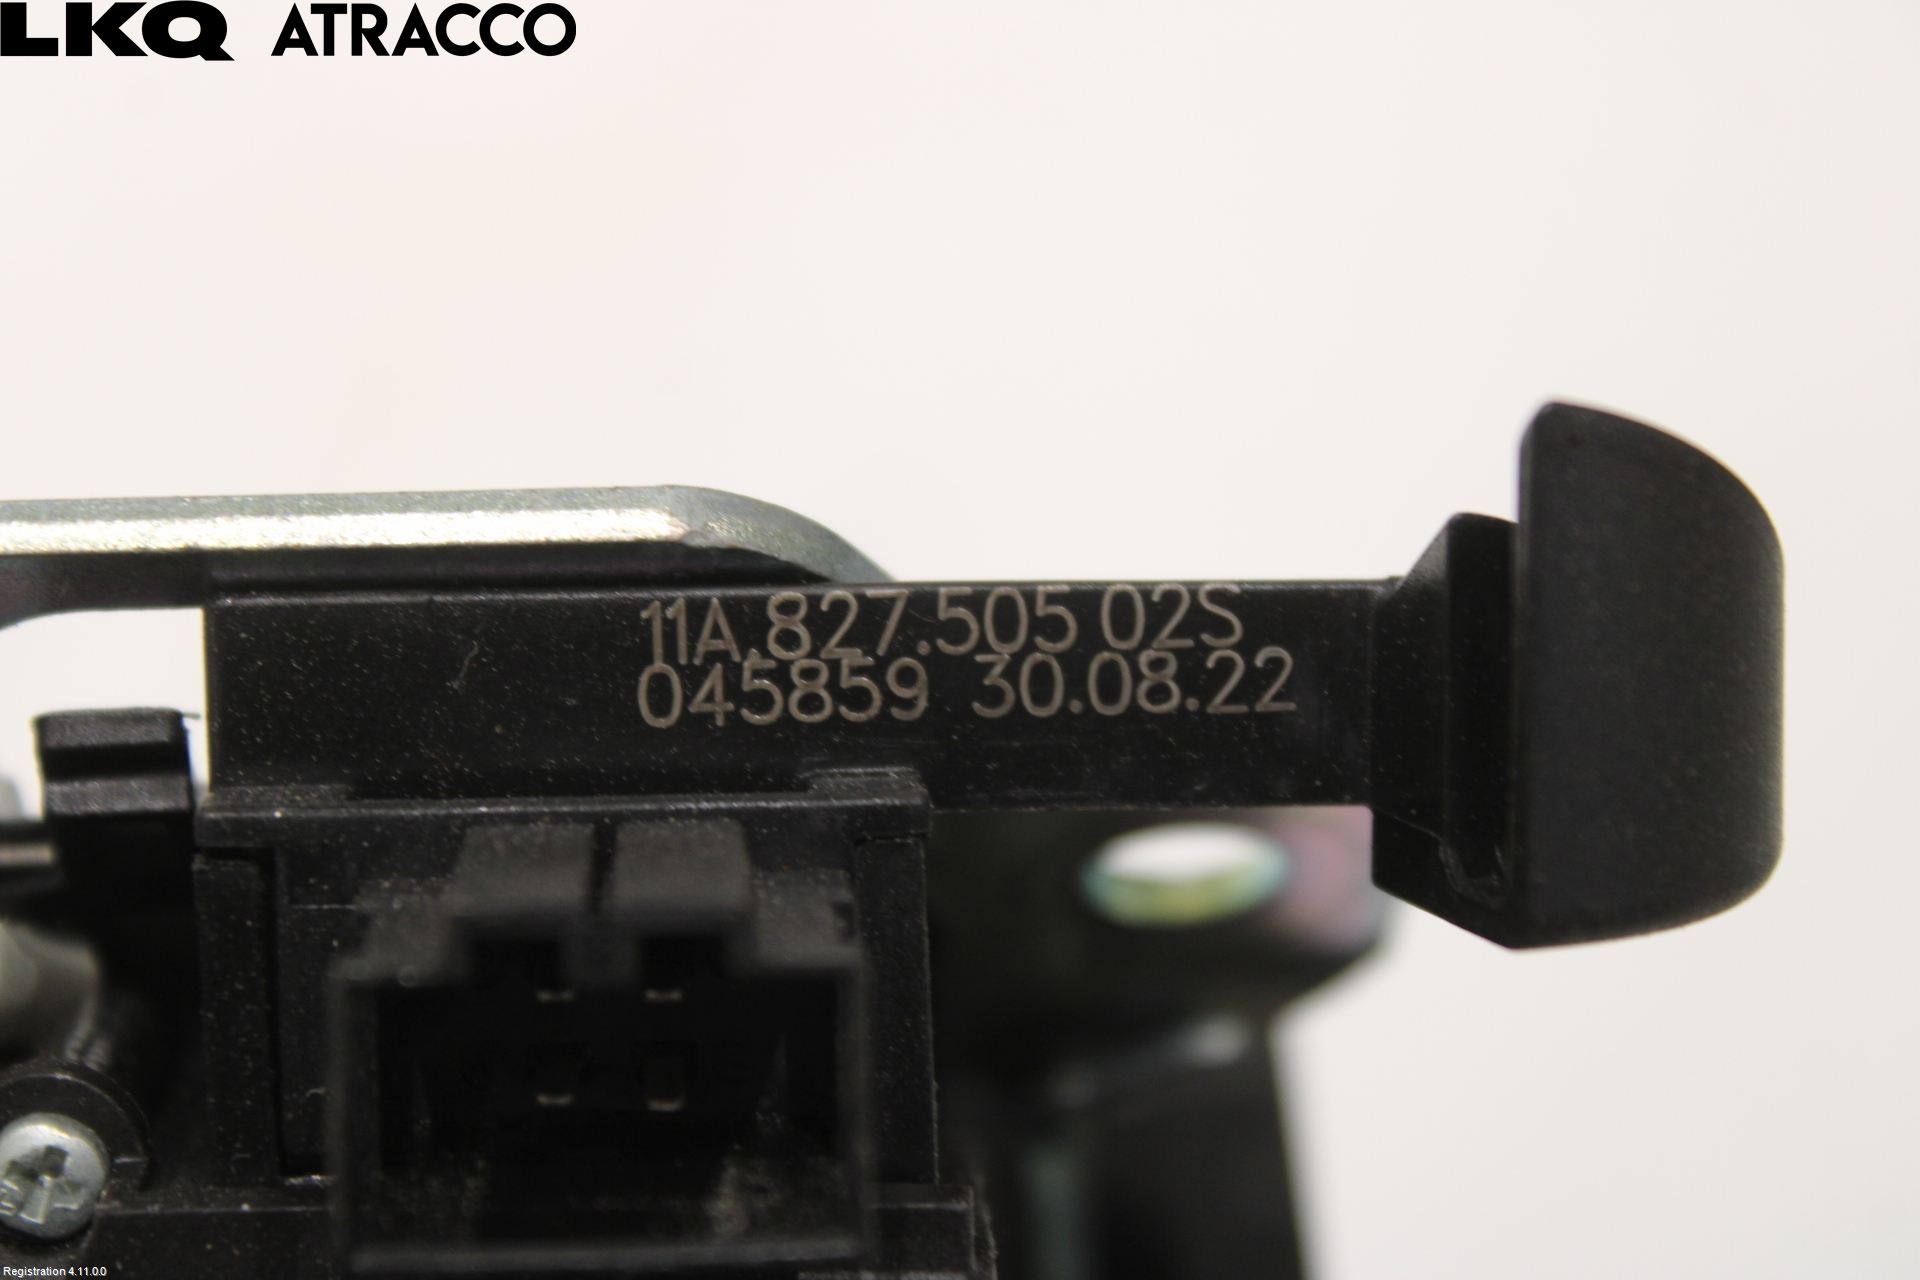 LKQ ATRACCO
11A.827.505 02S
045859 30.08.22
Registration 4.11.0.0